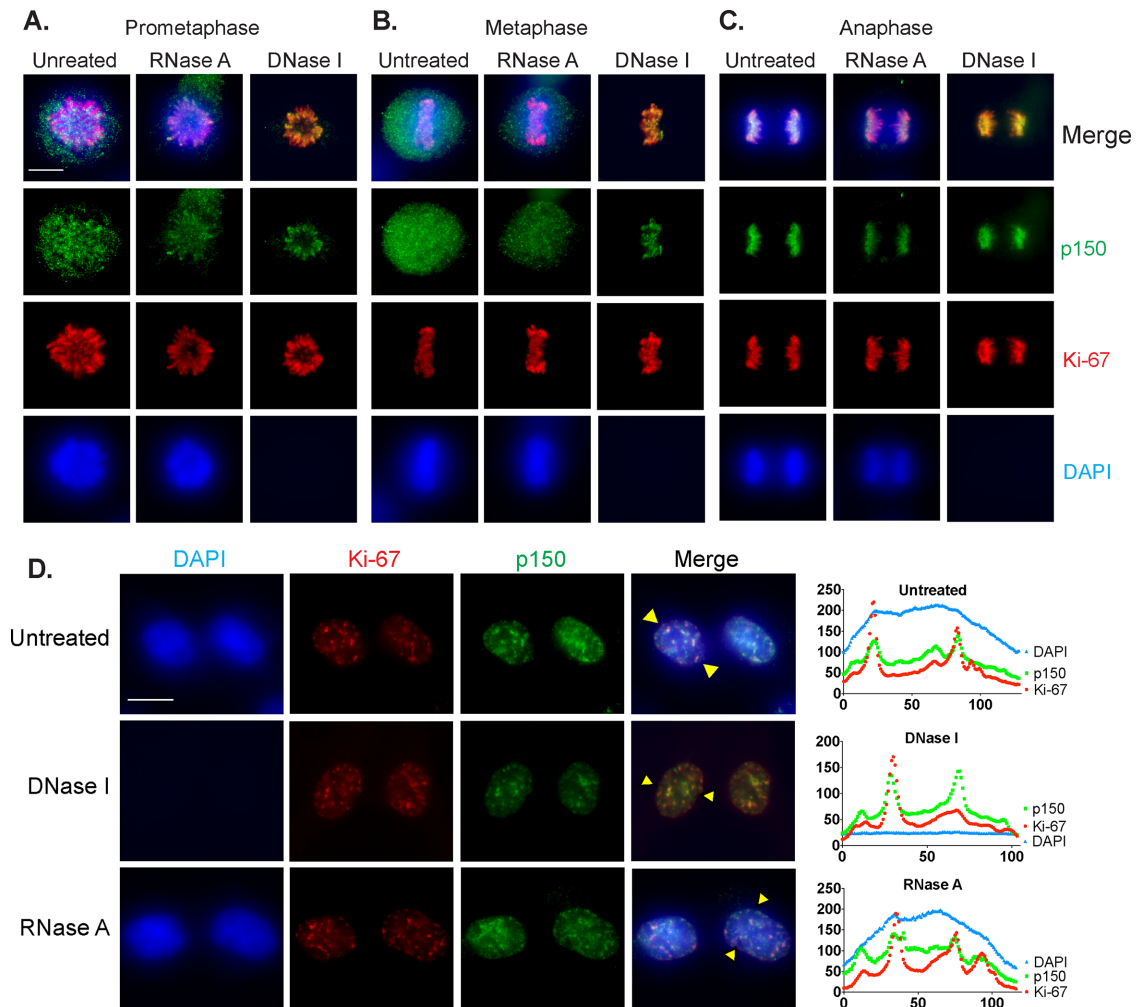 A.
Prometaphase
Unreated
RNase A
DNase I
B.
Metaphase
Untreated
RNase A
DNase I
C.
Anaphase
Untreated
RNase A
DNase I
Merge
p150
Ki-67
DAPI
D.
DAPI
Ki-67
p150
Merge
Untreated
DNase I
RNase A
Untreated
250
200
150
100
50
0
0
50
100
DAPI
p150
Ki-67
DNase I
200
150
100
50
0
0
50
100
p150
Ki-67
DAPI
RNase A
250
200
150
100
50
0
0
50
100
DAPI
p150
Ki-67